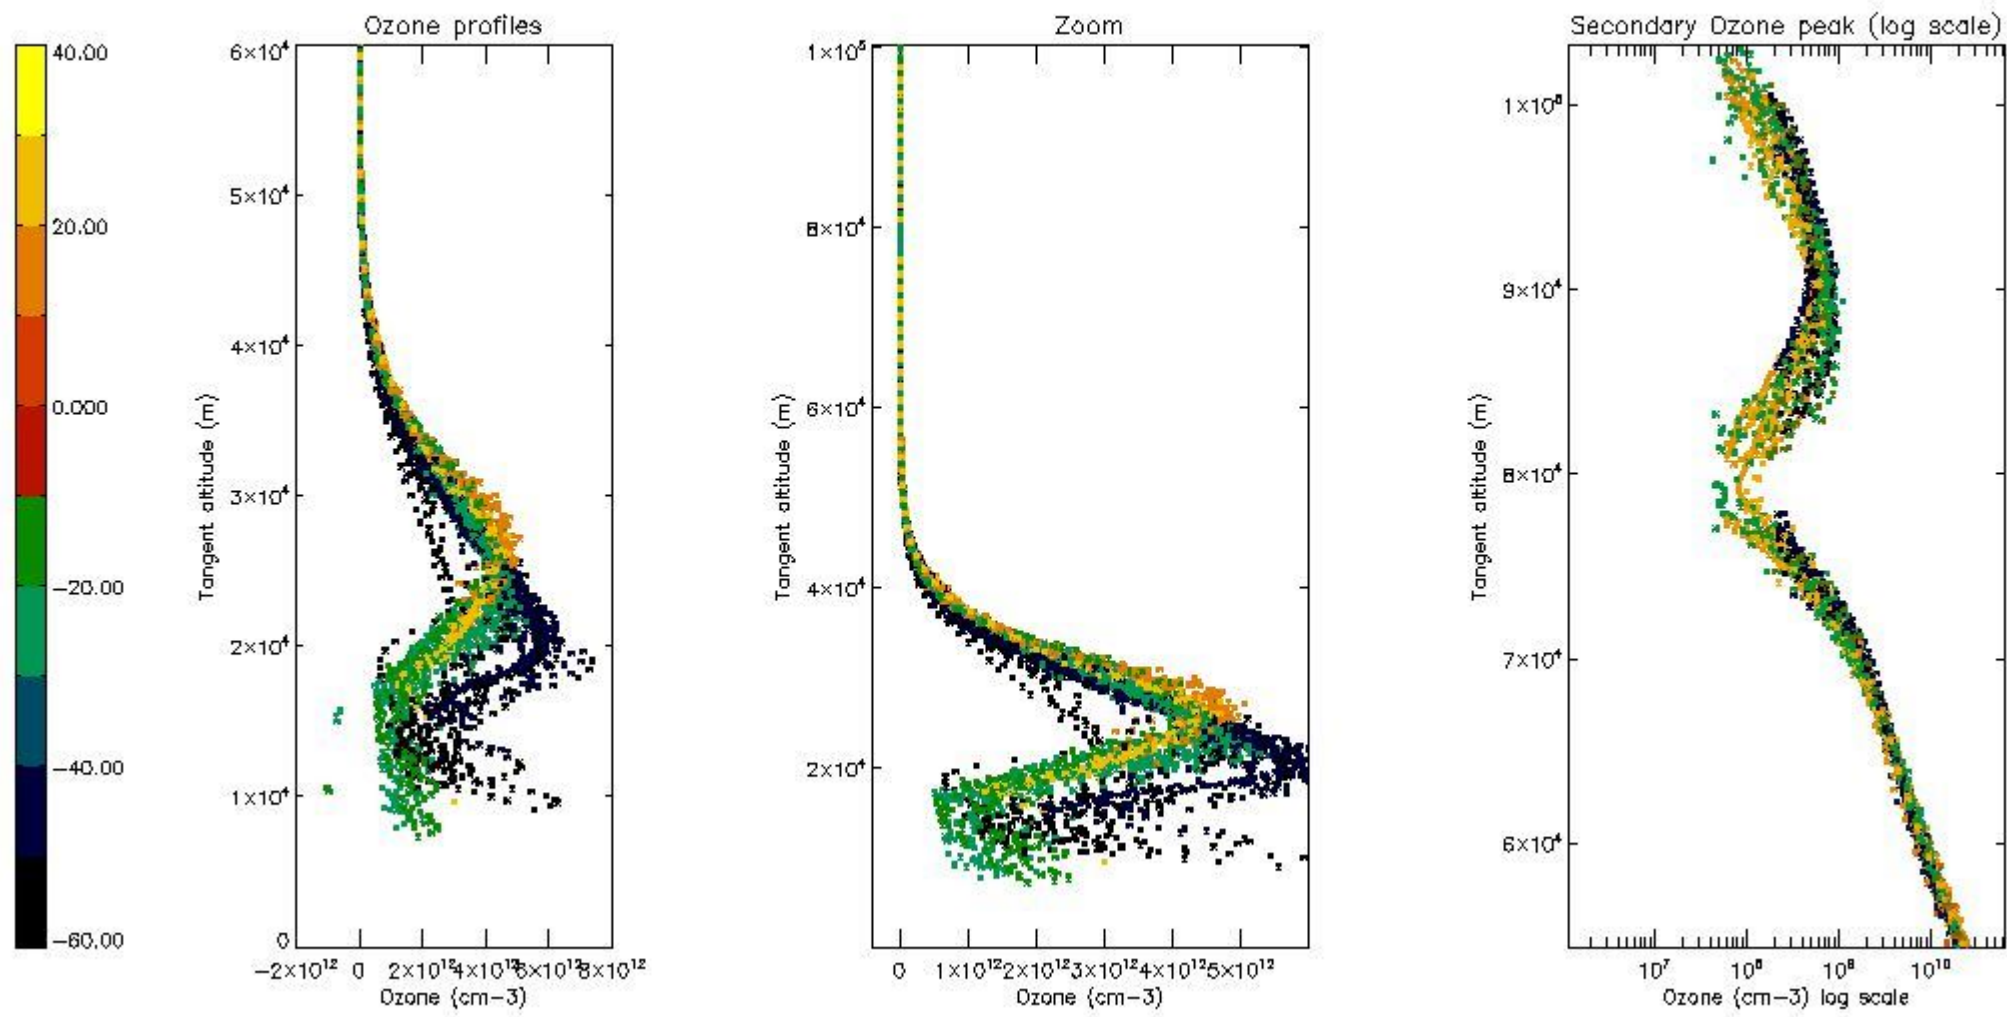 Ozone profiles
Zoom
Secondary Ozone peak (log scale)
40.00
20.00
0.000
−20.00
−40.00
−60.00
6×10⁴
5×10⁴
4×10⁴
3×10⁴
2×10⁴
1×10⁴
0
Tangent altitude (m)
−2×10¹² 0 2×10¹² 4×10¹² 6×10¹² 8×10¹²
Ozone (cm−3)
1×10⁵
8×10⁴
6×10⁴
4×10⁴
2×10⁴
Tangent altitude (m)
0 1×10¹² 2×10¹² 3×10¹² 4×10¹² 5×10¹²
Ozone (cm−3)
1×10⁵
9×10⁴
8×10⁴
7×10⁴
6×10⁴
Tangent altitude (m)
10⁷ 10⁸ 10⁹ 10¹⁰
Ozone (cm−3) log scale